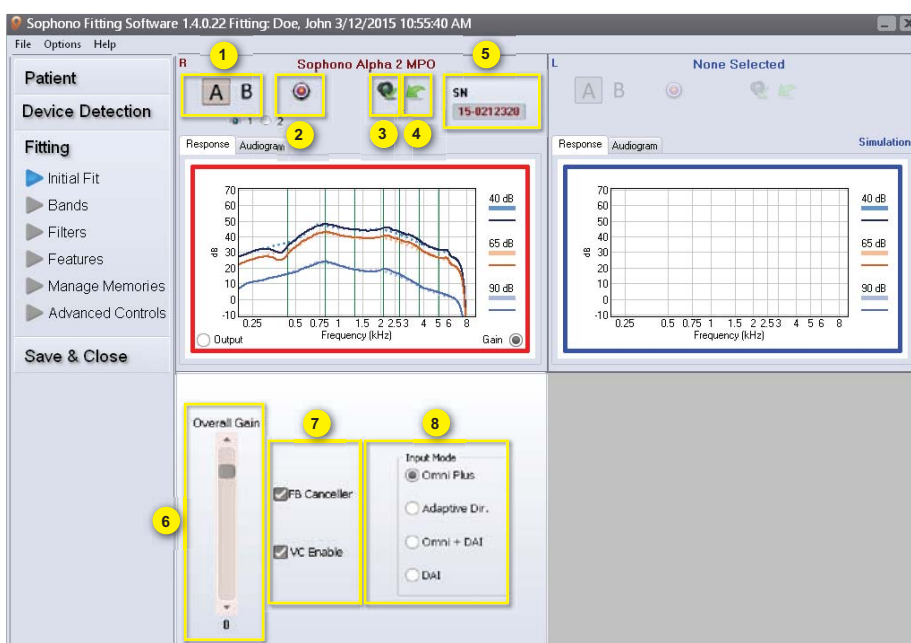 Sophono Fitting Software 1.4.0.22 Fitting: Doe, John 3/12/2015 10:55:40 AM
File Options Help
Patient
Device Detection
Fitting
Initial Fit
Bands
Filters
Features
Manage Memories
Advanced Controls
Save & Close
R
Sophono Alpha 2 MPO
1
A B
1 2
2
3
4
5
SN
15-0212320
Response Audiogram
70
60
50
40
30
20
10
0
-10
dB
0.25 0.5 0.75 1 1.5 2 2.5 3 4 5 6 8
Frequency (kHz)
Output
Gain
40 dB
65 dB
90 dB
L
None Selected
A B
Response Audiogram
Simulation
70
60
50
40
30
20
10
0
-10
dB
0.25 0.5 0.75 1 1.5 2 2.5 3 4 5 6 8
Frequency (kHz)
40 dB
65 dB
90 dB
Overall Gain
6
0
7
FB Canceller
VC Enable
8
Input Mode
Omni Plus
Adaptive Dir.
Omni + DAI
DAI